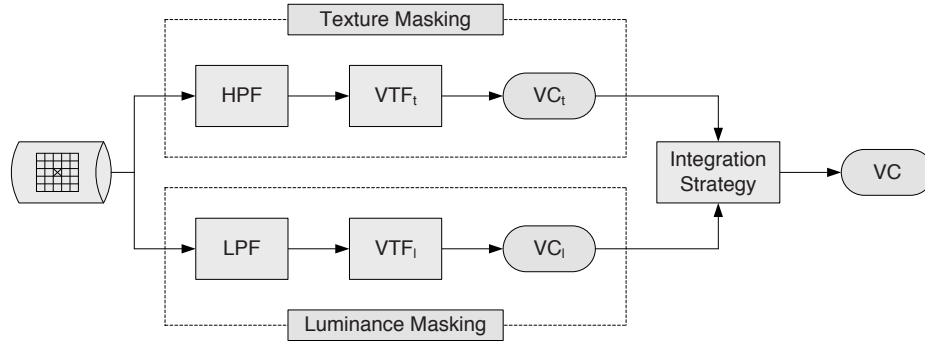 Texture Masking
HPF
VTFt
VCt
Integration
Strategy
VC
LPF
VTFl
VCl
Luminance Masking